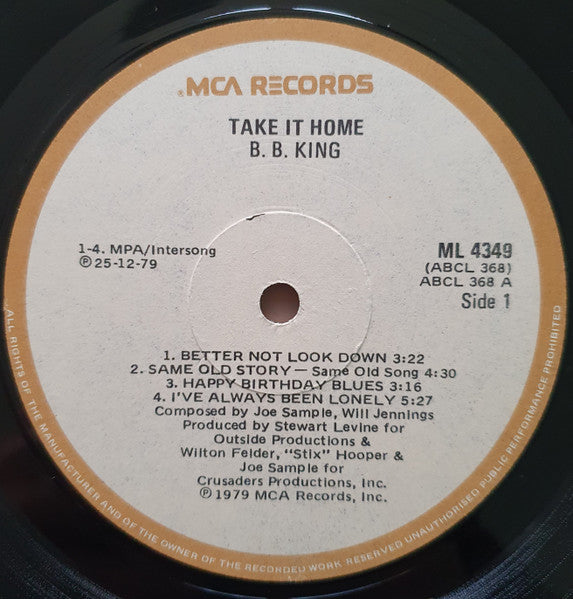 MCA RECORDS
TAKE IT HOME
B. B. KING
1-4. MPA/Intersong
℗ 25-12-79
ML 4349
(ABCL 368)
ABCL 368 A
Side 1
1. BETTER NOT LOOK DOWN 3:22
2. SAME OLD STORY — Same Old Song 4:30
3. HAPPY BIRTHDAY BLUES 3:16
4. I'VE ALWAYS BEEN LONELY 5:27
Composed by Joe Sample, Will Jennings
Produced by Stewart Levine for
Outside Productions &
Wilton Felder, "Stix" Hooper &
Joe Sample for
Crusaders Productions, Inc.
℗ 1979 MCA Records, Inc.
ALL RIGHTS OF THE MANUFACTURER AND OF THE OWNER OF THE RECORDED WORK RESERVED UNAUTHORISED PUBLIC PERFORMANCE PROHIBITED